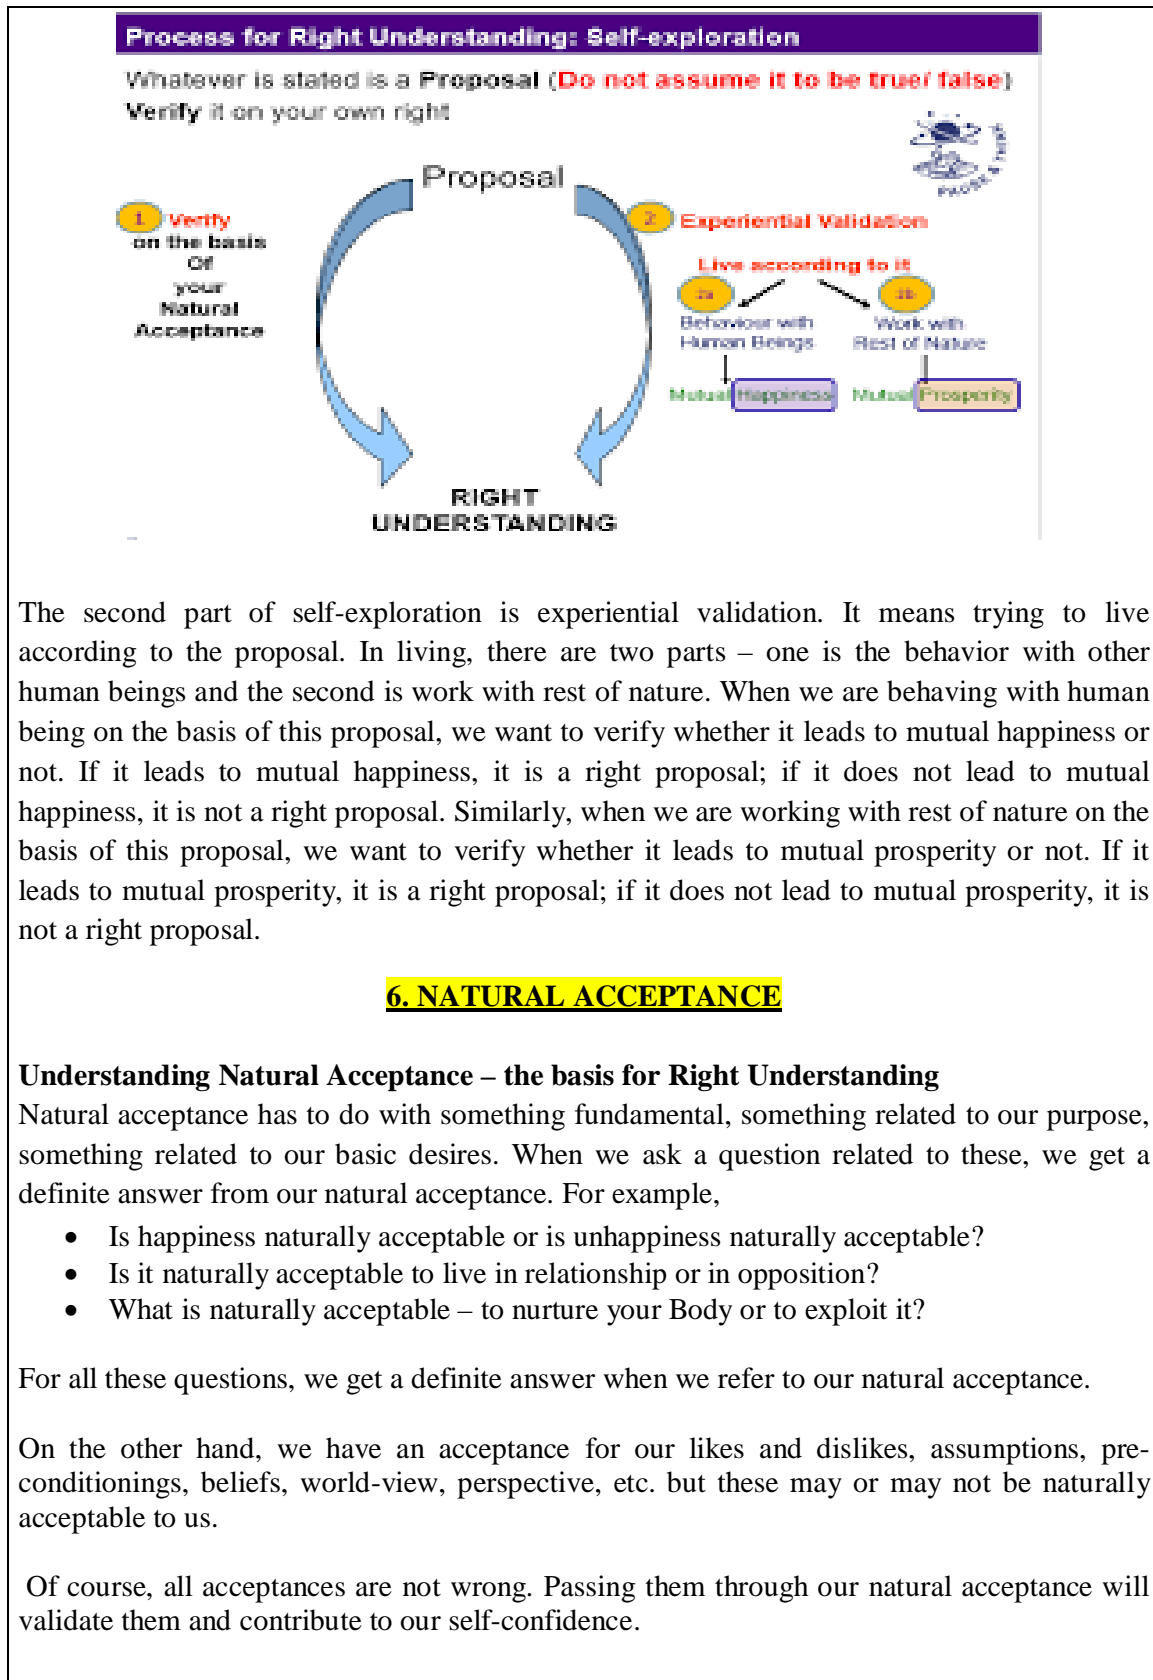 Process for Right Understanding: Self-exploration
Whatever is stated is a Proposal (Do not assume it to be true/ false)
Verify it on your own right
PAUSE & THINK
Proposal
1 Verify
on the basis
Of
your
Natural
Acceptance
2 Experiential Validation
Live according to it
2a 2b
Behaviour with Work with
Human Beings Rest of Nature
Mutual Happiness Mutual Prosperity
RIGHT
UNDERSTANDING
The second part of self-exploration is experiential validation. It means trying to live
according to the proposal. In living, there are two parts – one is the behavior with other
human beings and the second is work with rest of nature. When we are behaving with human
being on the basis of this proposal, we want to verify whether it leads to mutual happiness or
not. If it leads to mutual happiness, it is a right proposal; if it does not lead to mutual
happiness, it is not a right proposal. Similarly, when we are working with rest of nature on the
basis of this proposal, we want to verify whether it leads to mutual prosperity or not. If it
leads to mutual prosperity, it is a right proposal; if it does not lead to mutual prosperity, it is
not a right proposal.
6. NATURAL ACCEPTANCE
Understanding Natural Acceptance – the basis for Right Understanding
Natural acceptance has to do with something fundamental, something related to our purpose,
something related to our basic desires. When we ask a question related to these, we get a
definite answer from our natural acceptance. For example,
• Is happiness naturally acceptable or is unhappiness naturally acceptable?
• Is it naturally acceptable to live in relationship or in opposition?
• What is naturally acceptable – to nurture your Body or to exploit it?
For all these questions, we get a definite answer when we refer to our natural acceptance.
On the other hand, we have an acceptance for our likes and dislikes, assumptions, pre-
conditionings, beliefs, world-view, perspective, etc. but these may or may not be naturally
acceptable to us.
Of course, all acceptances are not wrong. Passing them through our natural acceptance will
validate them and contribute to our self-confidence.